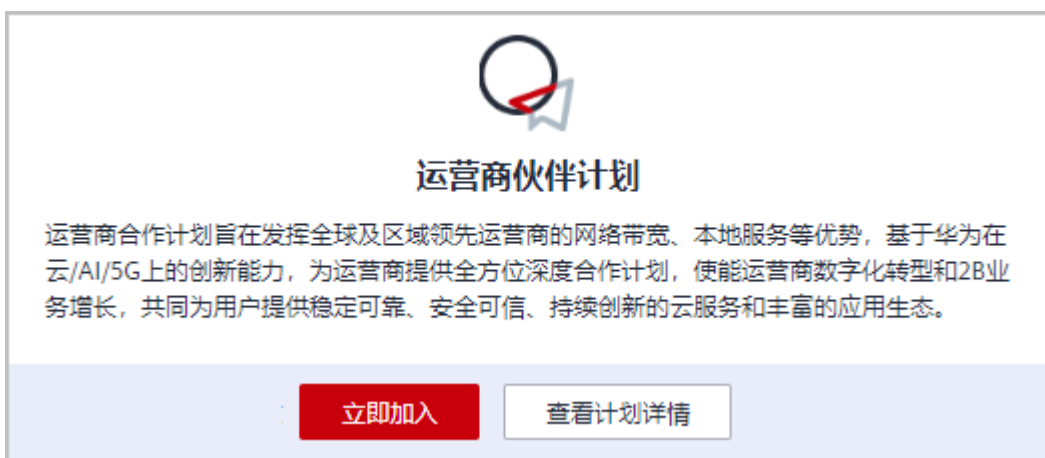 运营商伙伴计划
运营商合作计划旨在发挥全球及区域领先运营商的网络带宽、本地服务等优势，基于华为在
云/AI/5G上的创新能力，为运营商提供全方位深度合作计划，使能运营商数字化转型和2B业
务增长，共同为用户提供稳定可靠、安全可信、持续创新的云服务和丰富的应用生态。
立即加入 查看计划详情